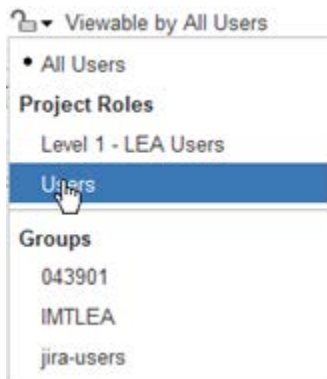 Viewable by All Users
• All Users
Project Roles
Level 1 - LEA Users
Users
Groups
043901
IMTLEA
jira-users